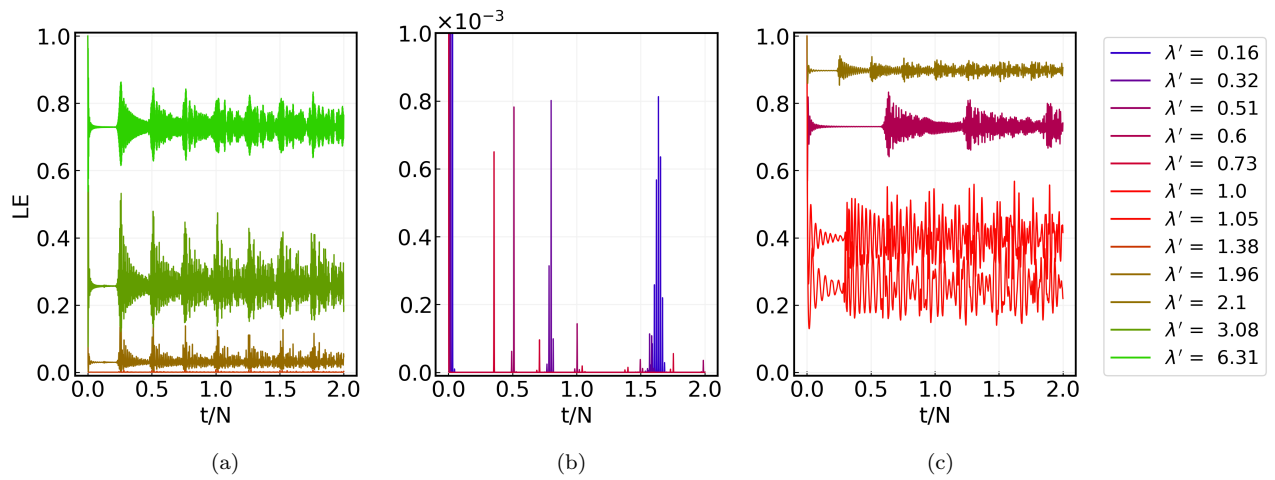 ×10⁻³
LE
1.0
0.8
0.6
0.4
0.2
0.0
0.0 0.5 1.0 1.5 2.0
t/N
(a)
1.0
0.8
0.6
0.4
0.2
0.0
0.0 0.5 1.0 1.5 2.0
t/N
(b)
1.0
0.8
0.6
0.4
0.2
0.0
0.0 0.5 1.0 1.5 2.0
t/N
(c)
λ′ = 0.16
λ′ = 0.32
λ′ = 0.51
λ′ = 0.6
λ′ = 0.73
λ′ = 1.0
λ′ = 1.05
λ′ = 1.38
λ′ = 1.96
λ′ = 2.1
λ′ = 3.08
λ′ = 6.31